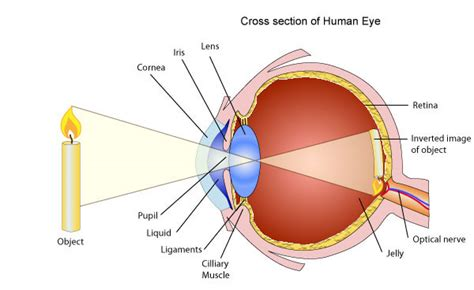 Cross section of Human Eye
Lens
Iris
Cornea
Retina
Inverted image
of object
Pupil
Liquid
Object
Ligaments
Cilliary
Muscle
Jelly
Optical nerve